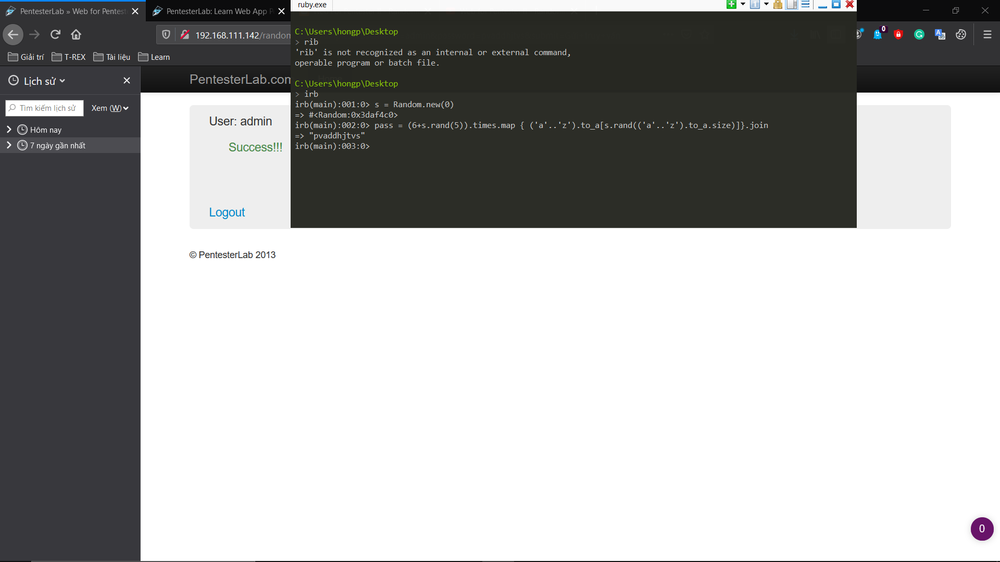 PentesterLab » Web for Pentest
PentesterLab: Learn Web App P
ruby.exe
192.168.111.142/random
0
Giải trí
T-REX
Tài liệu
Learn
Lịch sử
Tìm kiếm lịch sử
Xem (W)
Hôm nay
7 ngày gần nhất
PentesterLab.com
User: admin
Success!!!
Logout
© PentesterLab 2013
C:\Users\hongp\Desktop
> rib
'rib' is not recognized as an internal or external command,
operable program or batch file.
C:\Users\hongp\Desktop
> irb
irb(main):001:0> s = Random.new(0)
=> #<Random:0x3daf4c0>
irb(main):002:0> pass = (6+s.rand(5)).times.map { ('a'..'z').to_a[s.rand(('a'..'z').to_a.size)]}.join
=> "pvaddhjtvs"
irb(main):003:0>
0